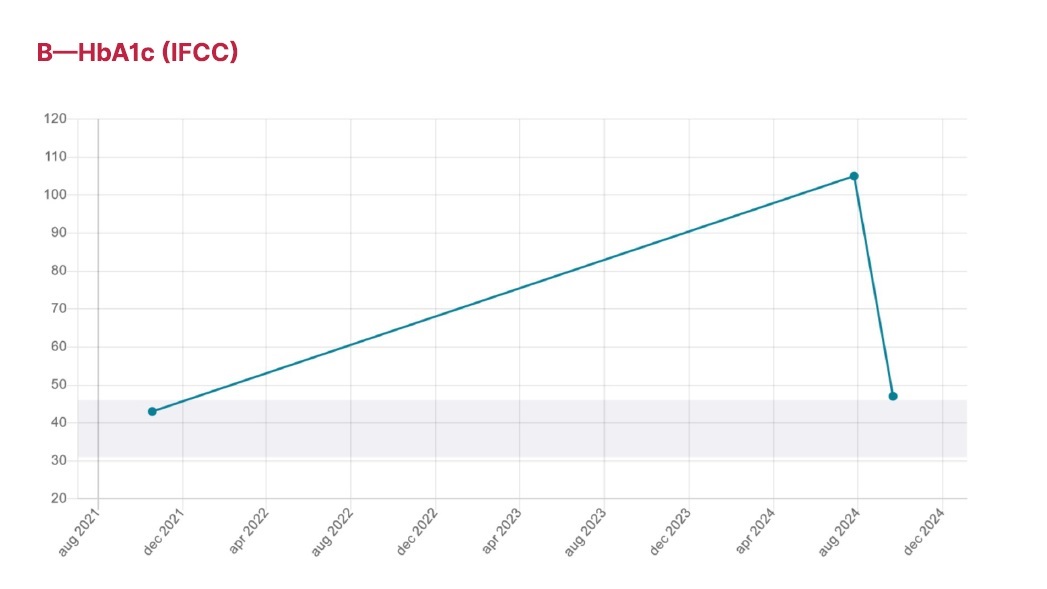 B—HbA1c (IFCC)
120
110
100
90
80
70
60
50
40
30
20
aug 2021
dec 2021
apr 2022
aug 2022
dec 2022
apr 2023
aug 2023
dec 2023
apr 2024
aug 2024
dec 2024